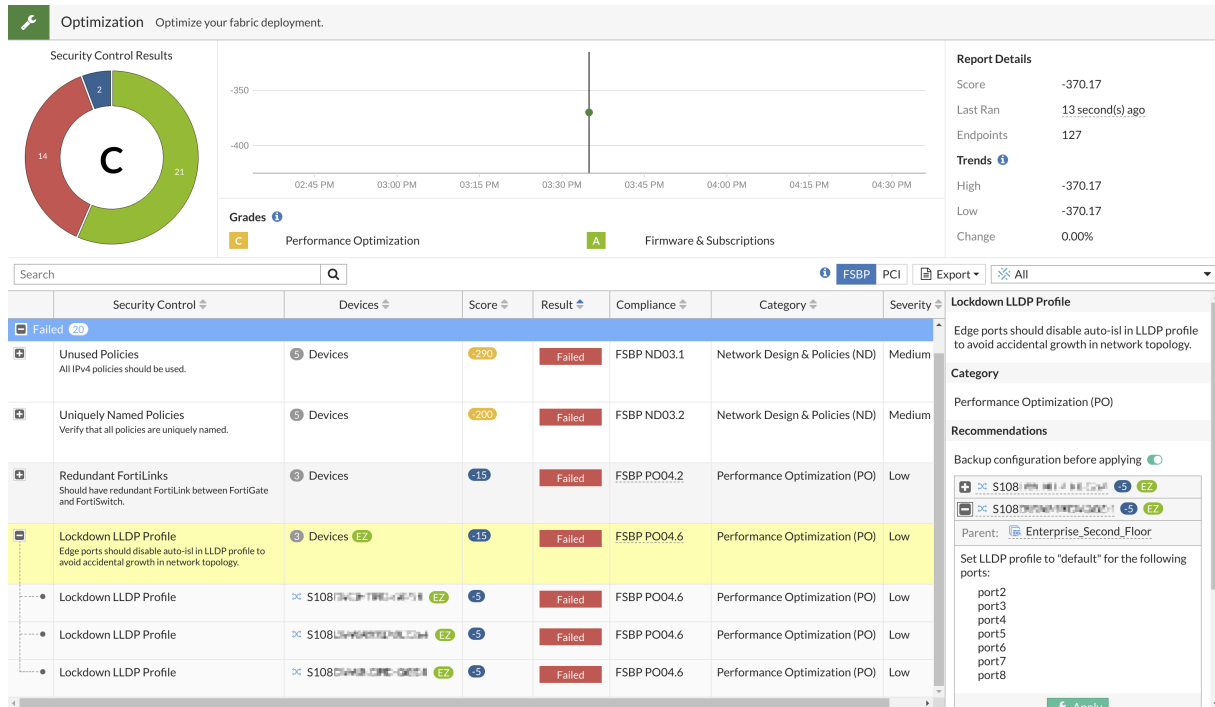 Optimization Optimize your fabric deployment.
Security Control Results
2
14
21
C
-350
-400
02:45 PM 03:00 PM 03:15 PM 03:30 PM 03:45 PM 04:00 PM 04:15 PM 04:30 PM
Grades
C Performance Optimization A Firmware & Subscriptions
Report Details
Score -370.17
Last Ran 13 second(s) ago
Endpoints 127
Trends
High -370.17
Low -370.17
Change 0.00%
Search FSBP PCI Export All
Security Control Devices Score Result Compliance Category Severity
Failed 20
Unused Policies 5 Devices -290 Failed FSBP ND03.1 Network Design & Policies (ND) Medium
All IPv4 policies should be used.
Uniquely Named Policies 5 Devices -200 Failed FSBP ND03.2 Network Design & Policies (ND) Medium
Verify that all policies are uniquely named.
Redundant FortiLinks 3 Devices -15 Failed FSBP PO04.2 Performance Optimization (PO) Low
Should have redundant FortiLink between FortiGate
and FortiSwitch.
Lockdown LLDP Profile 3 Devices EZ -15 Failed FSBP PO04.6 Performance Optimization (PO) Low
Edge ports should disable auto-isl in LLDP profile to
avoid accidental growth in network topology.
Lockdown LLDP Profile S108 EZ -5 Failed FSBP PO04.6 Performance Optimization (PO) Low
Lockdown LLDP Profile S108 EZ -5 Failed FSBP PO04.6 Performance Optimization (PO) Low
Lockdown LLDP Profile S108 EZ -5 Failed FSBP PO04.6 Performance Optimization (PO) Low
Lockdown LLDP Profile
Edge ports should disable auto-isl in LLDP profile
to avoid accidental growth in network topology.
Category
Performance Optimization (PO)
Recommendations
Backup configuration before applying
S108 -5 EZ
S108 -5 EZ
Parent: Enterprise_Second_Floor
Set LLDP profile to "default" for the following
ports:
port2
port3
port4
port5
port6
port7
port8
Apply